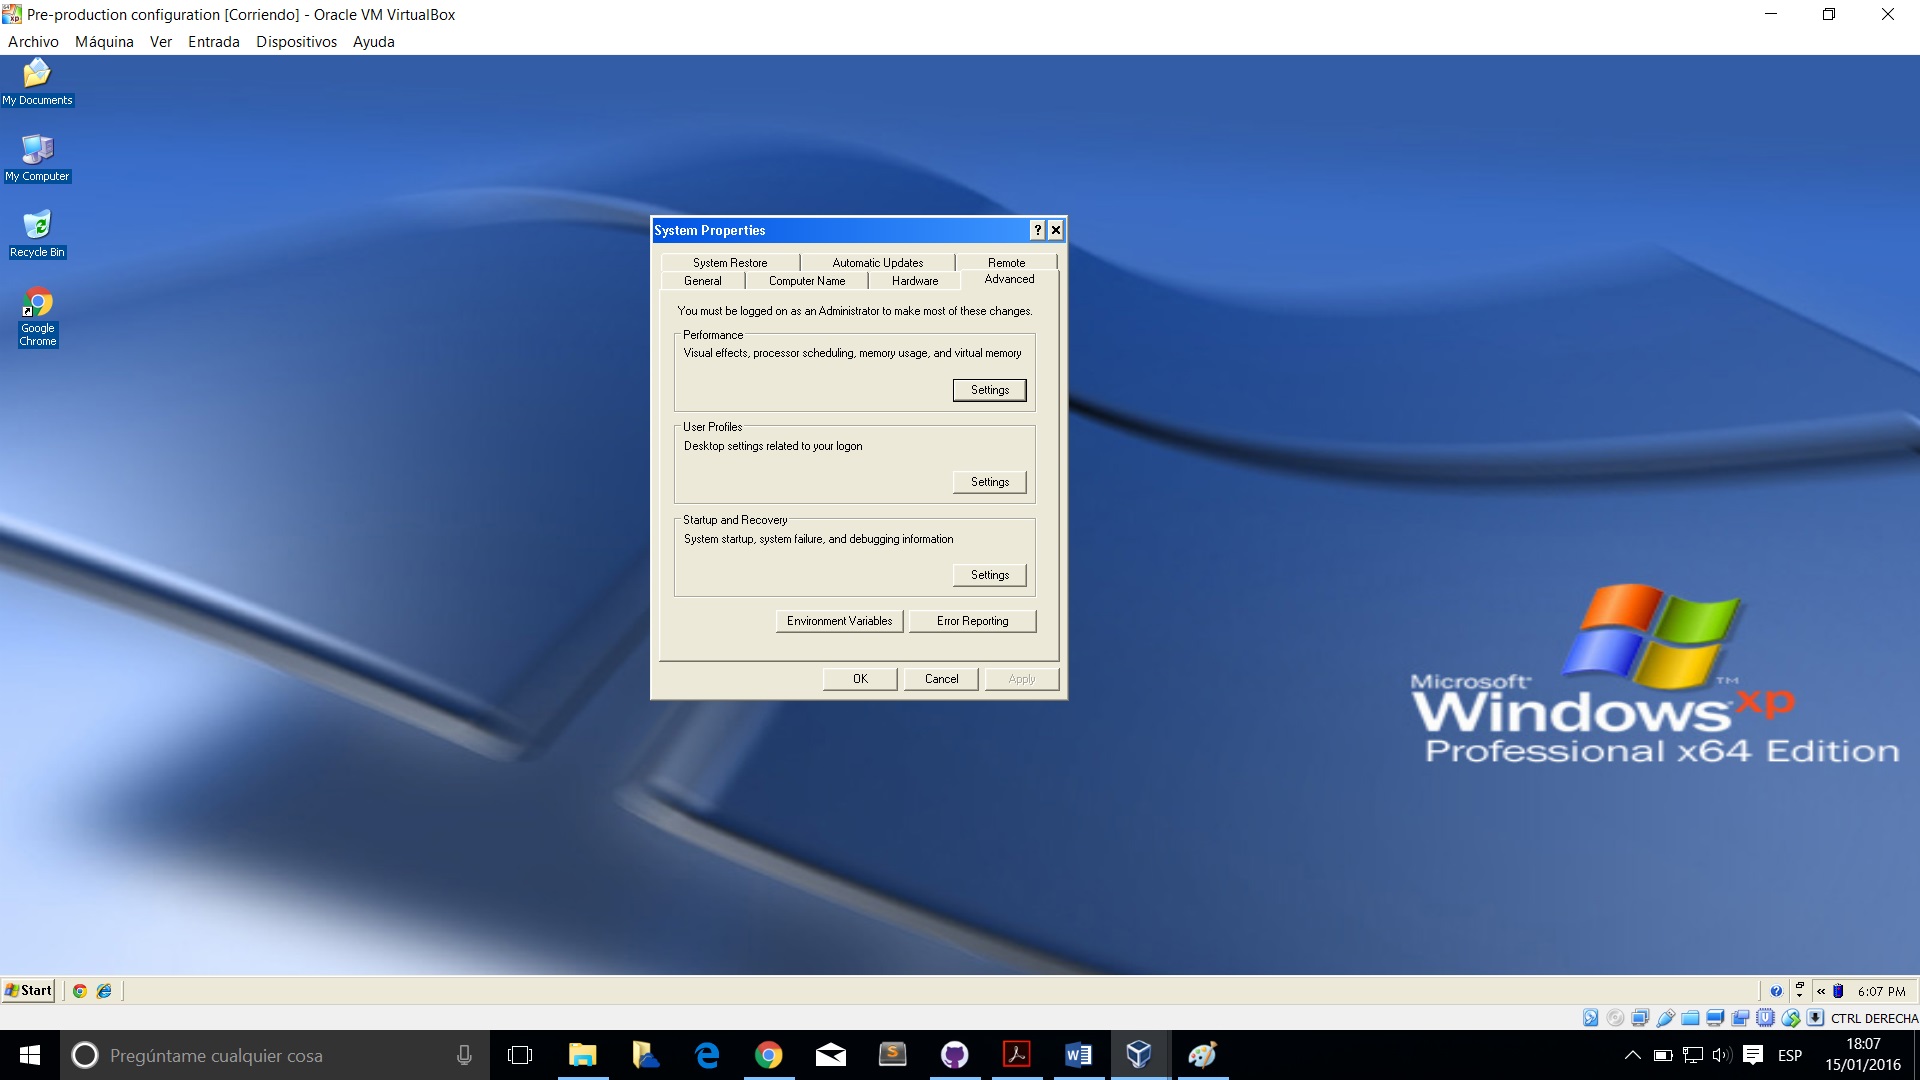 Pre-production configuration [Corriendo] - Oracle VM VirtualBox
Archivo Máquina Ver Entrada Dispositivos Ayuda
My Documents
My Computer
Recycle Bin
Google
Chrome
System Properties
System Restore Automatic Updates Remote
General Computer Name Hardware Advanced
You must be logged on as an Administrator to make most of these changes.
Performance
Visual effects, processor scheduling, memory usage, and virtual memory
Settings
User Profiles
Desktop settings related to your logon
Settings
Startup and Recovery
System startup, system failure, and debugging information
Settings
Environment Variables Error Reporting
OK Cancel Apply
Microsoft
Windows xp ™
Professional x64 Edition
Start
6:07 PM
CTRL DERECHA
Pregúntame cualquier cosa
ESP
18:07
15/01/2016